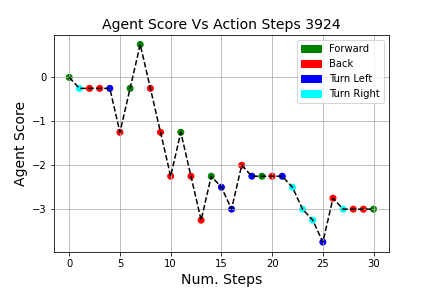 Agent Score Vs Action Steps 3924
Forward
Back
Turn Left
Turn Right
Agent Score
0
−1
−2
−3
0
5
10
15
20
25
30
Num. Steps